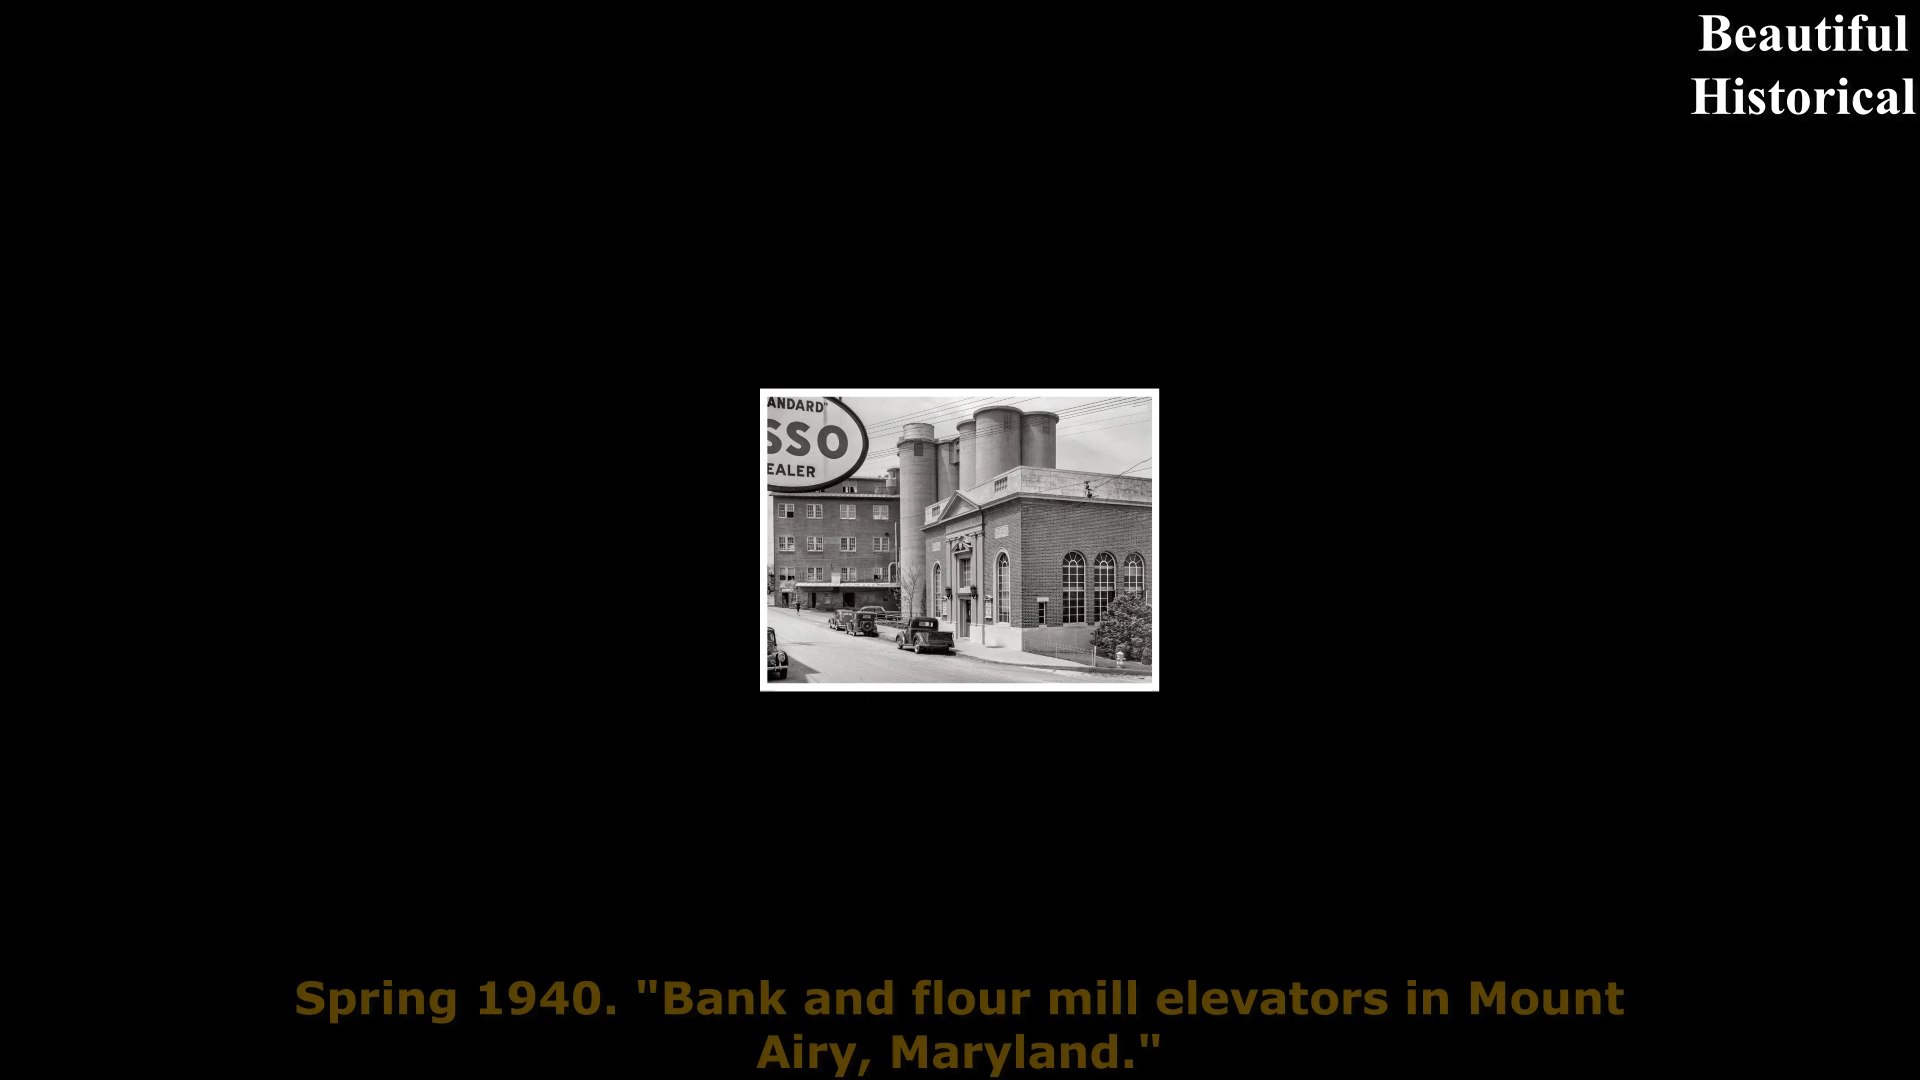 Beautiful
Historical
ANDARD"
SSO
EALER
Spring 1940. "Bank and flour mill elevators in Mount
Airy, Maryland."